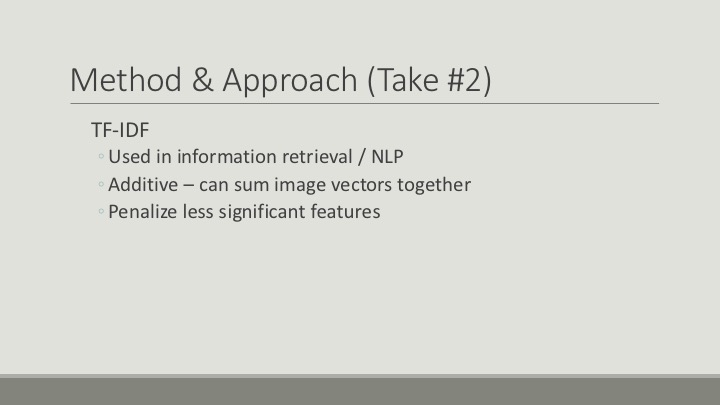 Method & Approach (Take #2)
TF-IDF
◦ Used in information retrieval / NLP
◦ Additive – can sum image vectors together
◦ Penalize less significant features